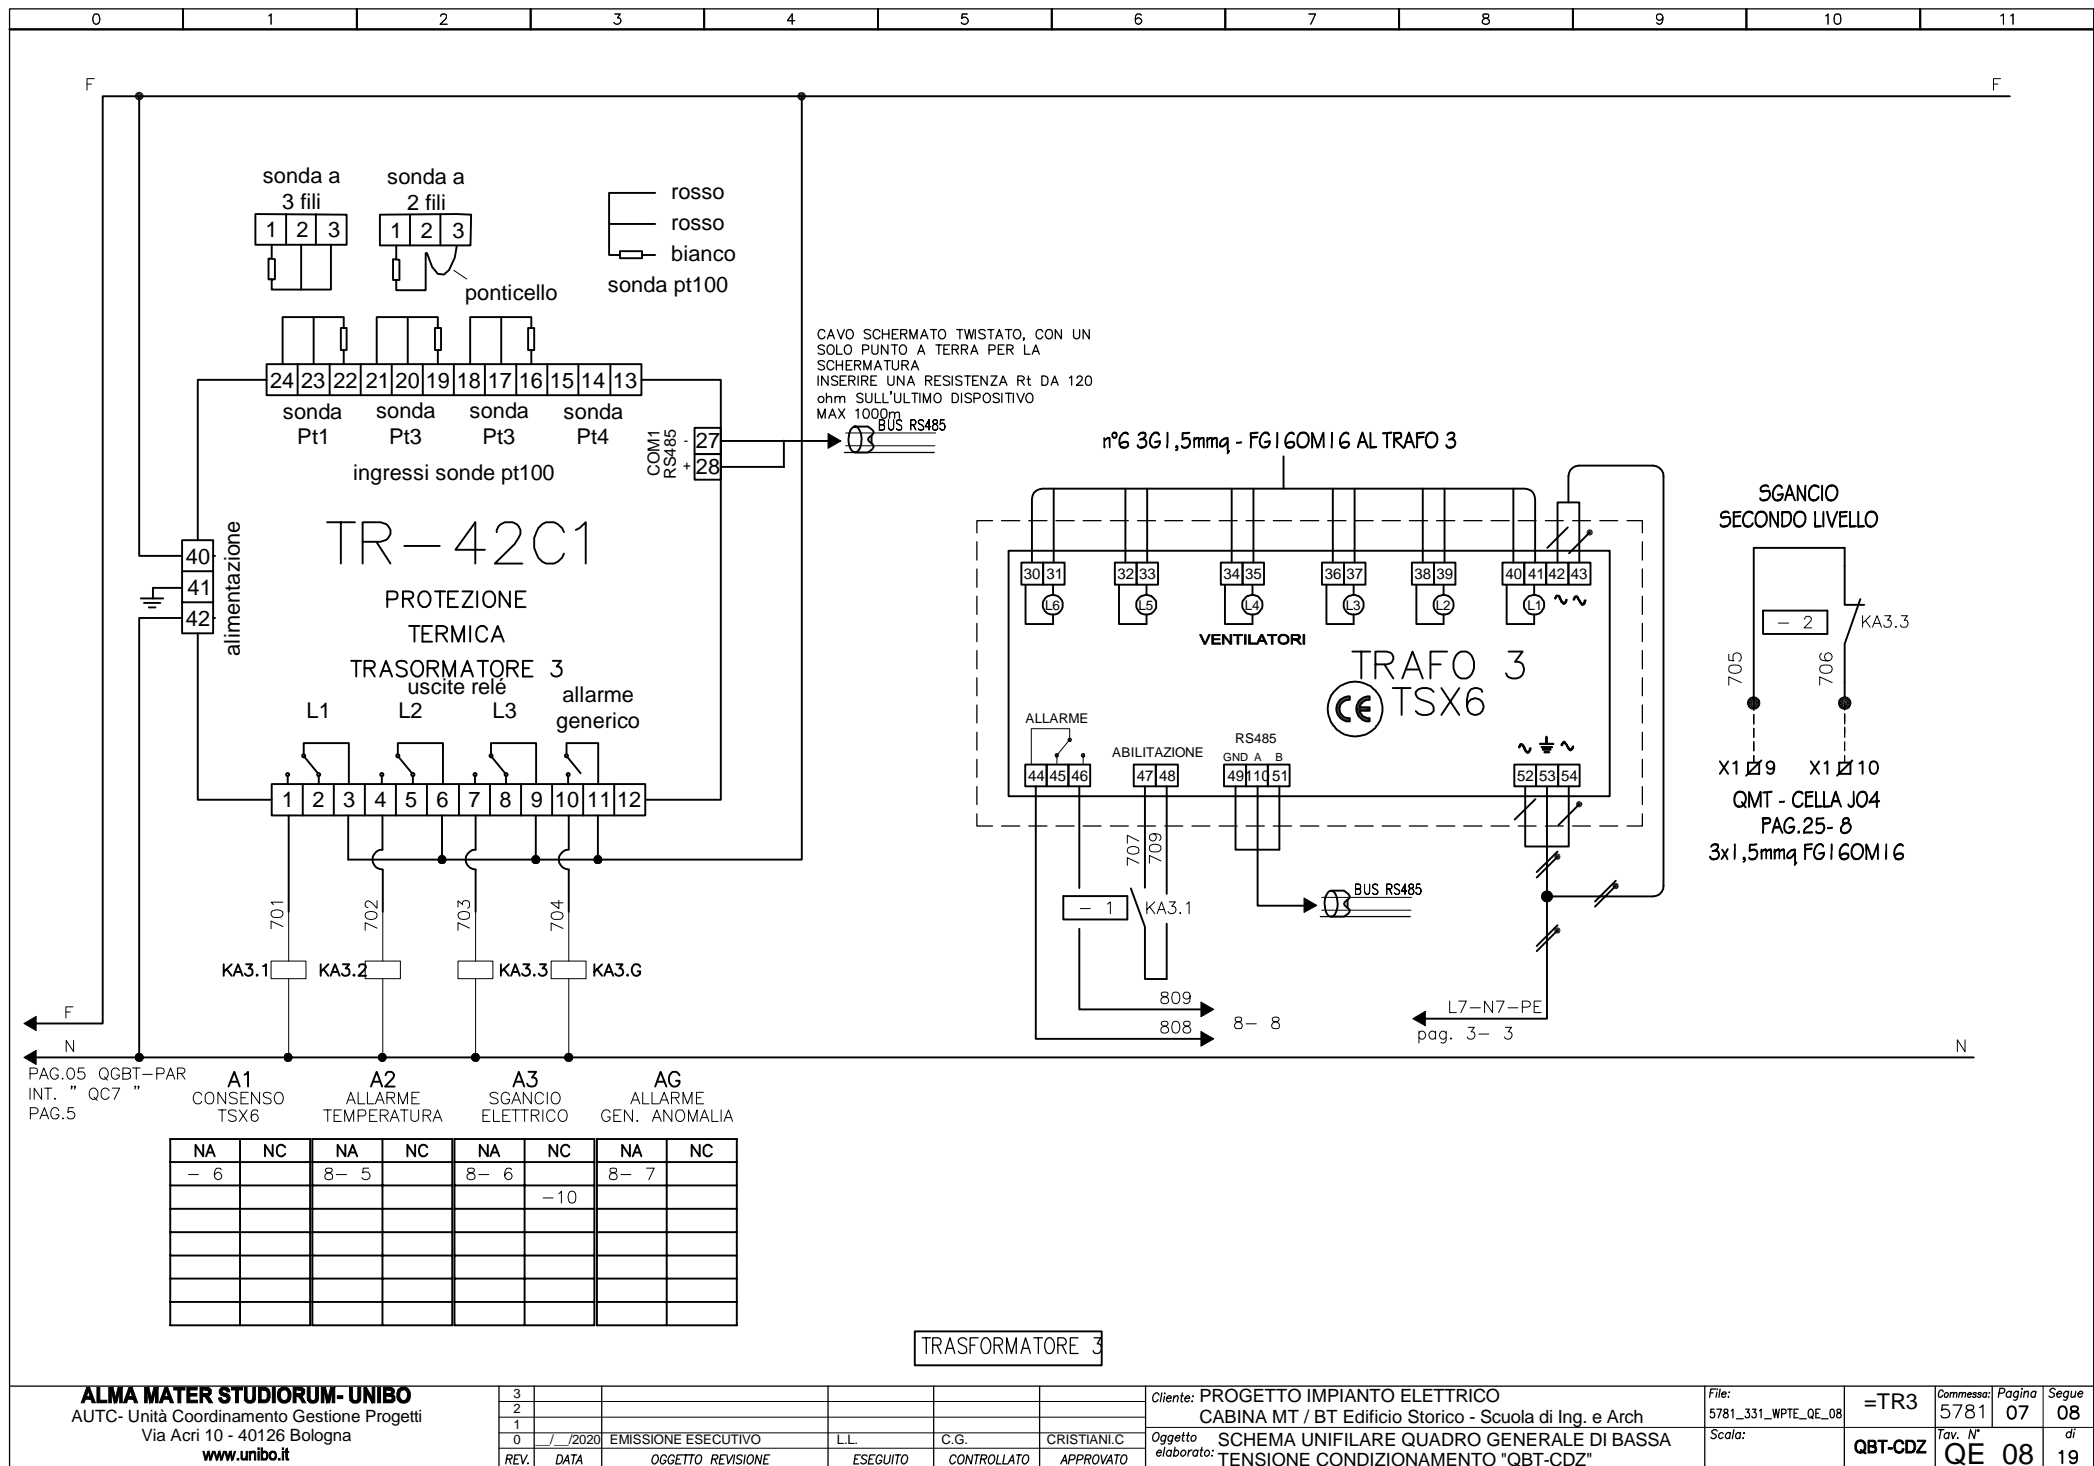 0 1 2 3 4 5 6 7 8 9 10 11
F F
sonda a
3 fili
1 2 3
sonda a
2 fili
1 2 3
ponticello
rosso
rosso
bianco
sonda pt100
CAVO SCHERMATO TWISTATO, CON UN
SOLO PUNTO A TERRA PER LA
SCHERMATURA
INSERIRE UNA RESISTENZA Rt DA 120
ohm SULL'ULTIMO DISPOSITIVO
MAX 1000m
BUS RS485
24 23 22 21 20 19 18 17 16 15 14 13
sonda
Pt1
sonda
Pt3
sonda
Pt3
sonda
Pt4
ingressi sonde pt100
COM1
RS485
- 27
+ 28
40
41
42
alimentazione
TR-42C1
PROTEZIONE
TERMICA
TRASORMATORE 3
uscite relé
L1 L2 L3
allarme
generico
1 2 3 4 5 6 7 8 9 10 11 12
701 702 703 704
KA3.1 KA3.2 KA3.3 KA3.G
F
N N
PAG.05 QGBT-PAR
INT. " QC7 "
PAG.5
A1
CONSENSO
TSX6
A2
ALLARME
TEMPERATURA
A3
SGANCIO
ELETTRICO
AG
ALLARME
GEN. ANOMALIA
NA NC NA NC NA NC NA NC
- 6 8- 5 8- 6 8- 7
-10
n°6 3G1,5mmq - FG16OM16 AL TRAFO 3
30 31 32 33 34 35 36 37 38 39 40 41 42 43
L6 L5 L4 L3 L2 L1 ∿ ∿
VENTILATORI
TRAFO 3
CE TSX6
ALLARME
44 45 46
ABILITAZIONE
47 48
RS485
GND A B
49 110 51
∿ ∿
52 53 54
707 709
- 1 KA3.1
BUS RS485
809
808
8- 8
L7-N7-PE
pag. 3- 3
SGANCIO
SECONDO LIVELLO
- 2 KA3.3
705 706
X1 9 X1 10
QMT - CELLA J04
PAG.25- 8
3x1,5mmq FG16OM16
TRASFORMATORE 3
ALMA MATER STUDIORUM- UNIBO
AUTC- Unità Coordinamento Gestione Progetti
Via Acri 10 - 40126 Bologna
www.unibo.it
3
2
1
0 __/__/2020 EMISSIONE ESECUTIVO L.L. C.G. CRISTIANI.C
REV. DATA OGGETTO REVISIONE ESEGUITO CONTROLLATO APPROVATO
Cliente: PROGETTO IMPIANTO ELETTRICO
CABINA MT / BT Edificio Storico - Scuola di Ing. e Arch
Oggetto elaborato: SCHEMA UNIFILARE QUADRO GENERALE DI BASSA
TENSIONE CONDIZIONAMENTO "QBT-CDZ"
File:
5781_331_WPTE_QE_08
Scala:
=TR3
QBT-CDZ
Commessa: 5781
Pagina 07
Segue 08
Tav. N° QE 08
di 19